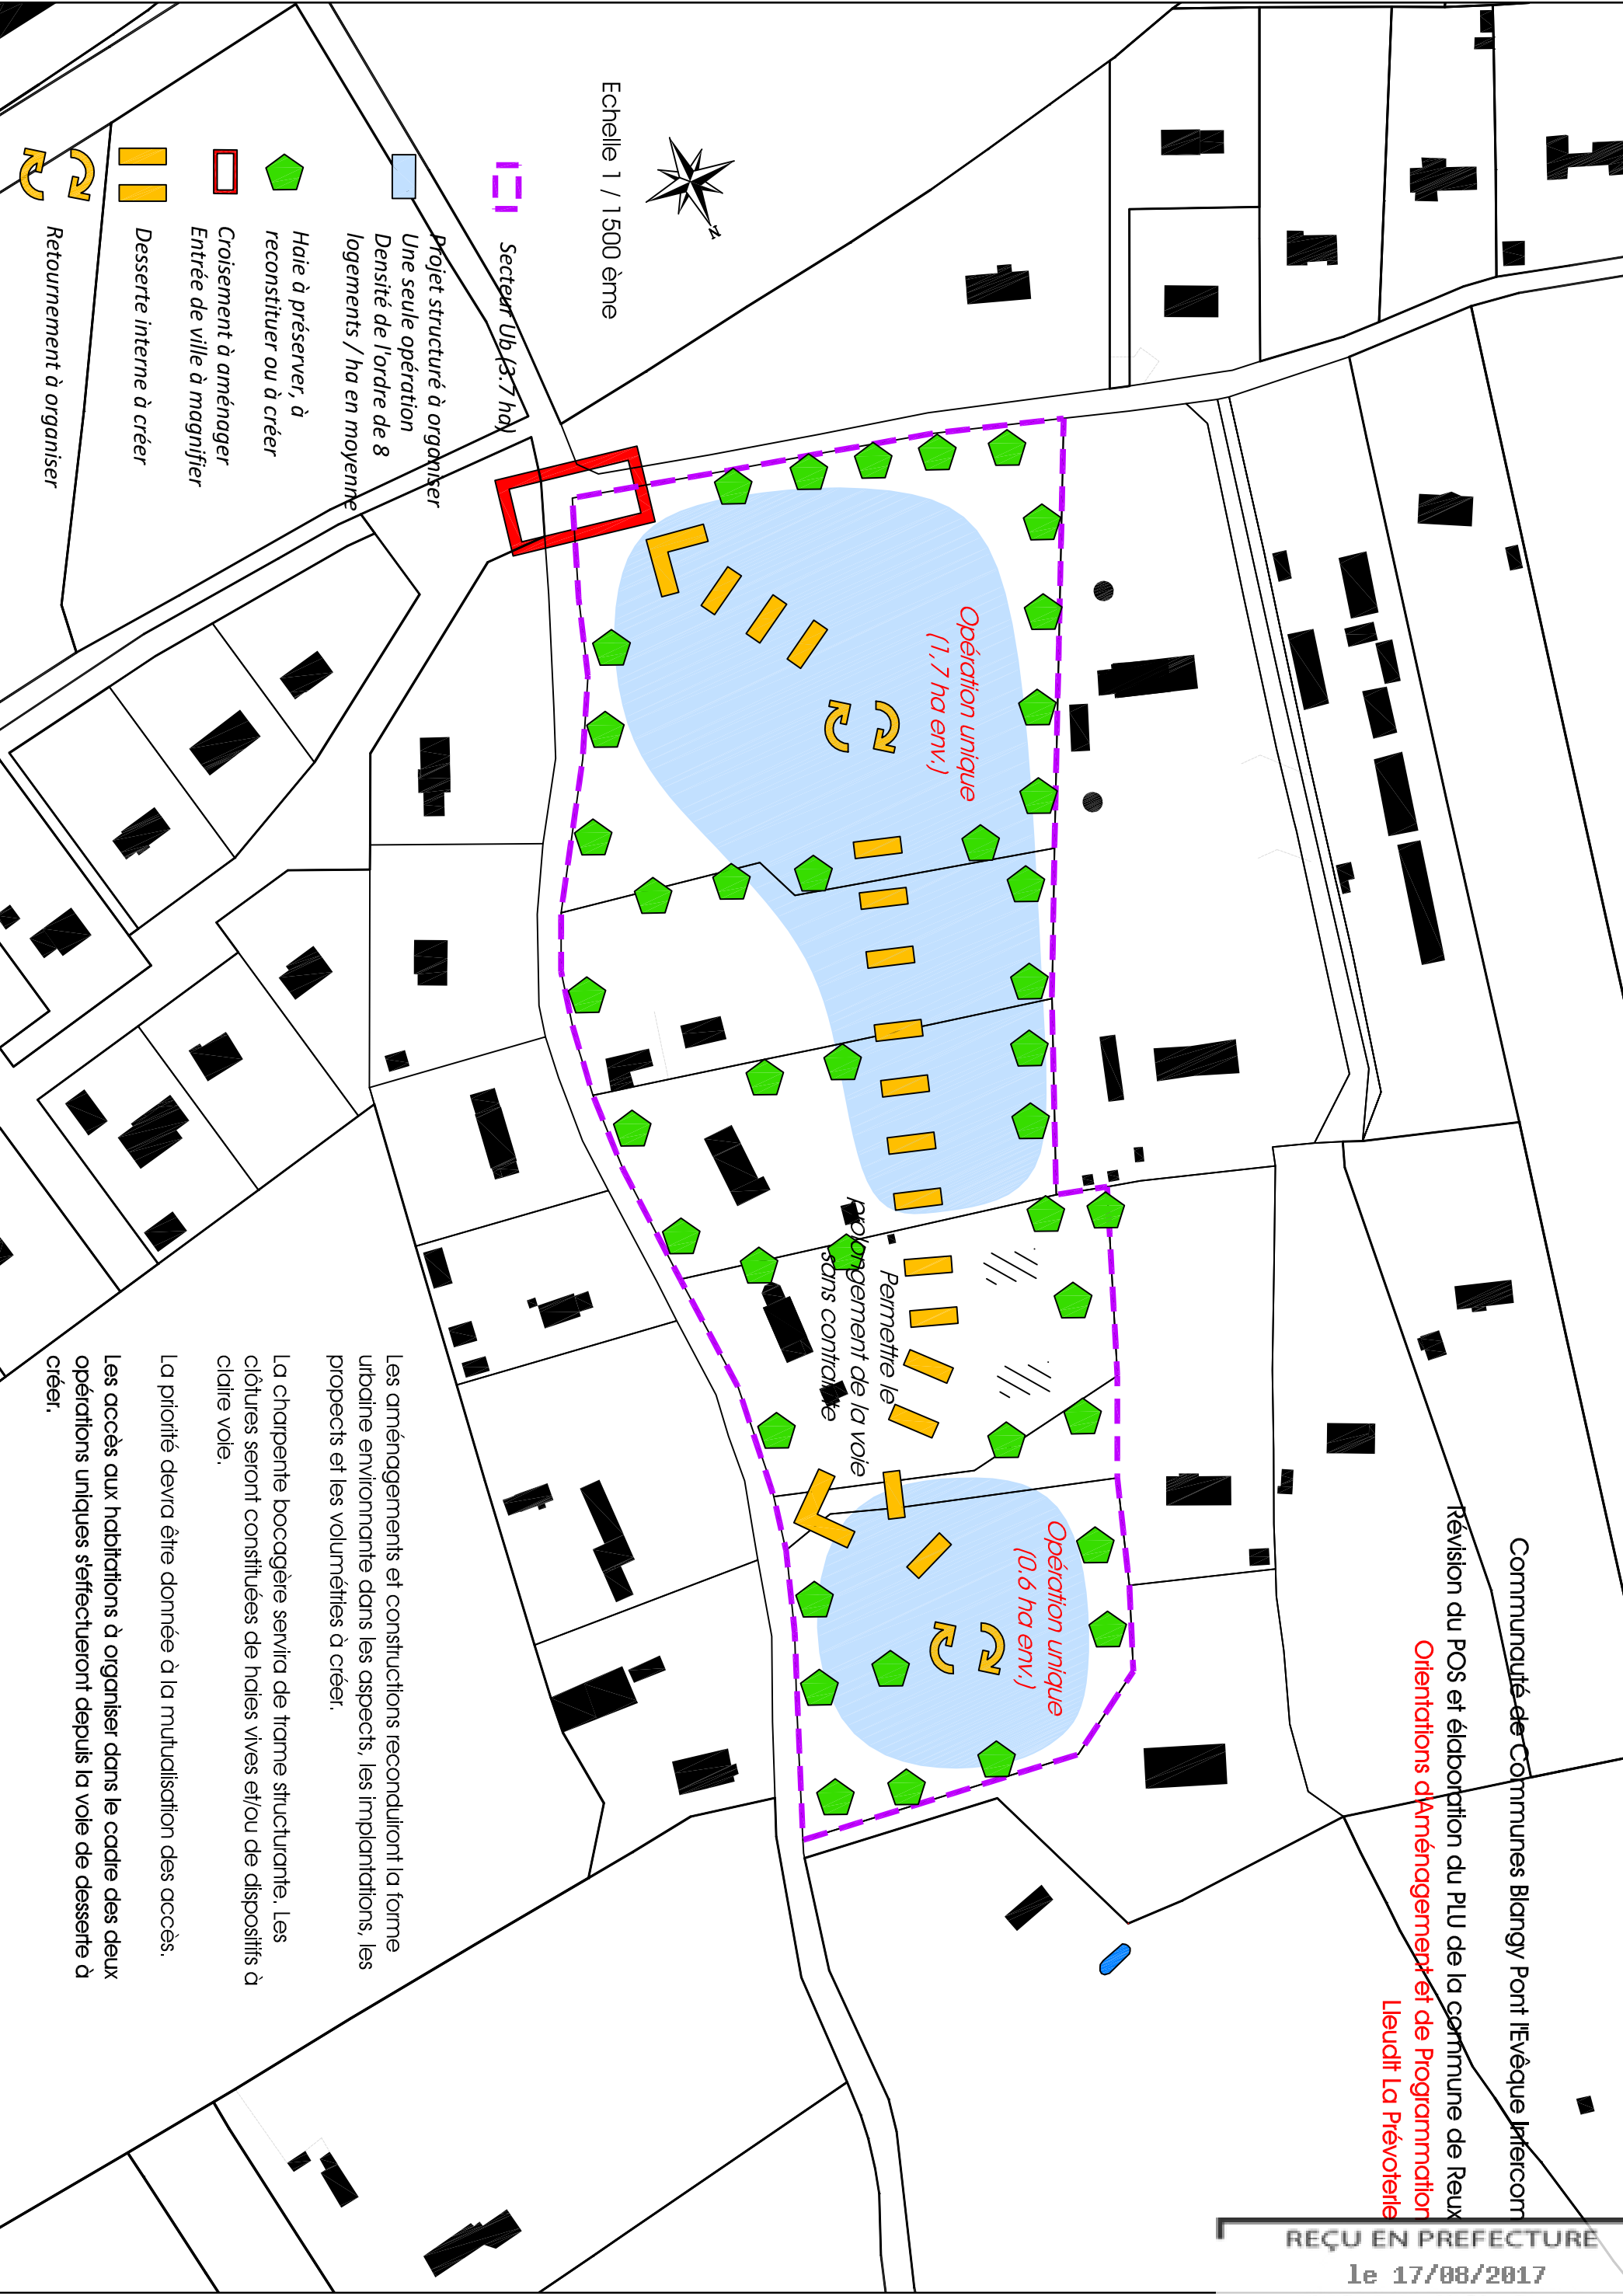 Communauté de Communes Blangy Pont l'Evêque Intercom
Révision du POS et élaboration du PLU de la commune de Reux
Orientations d'Aménagement et de Programmation
Lieudit La Prévoterie
Opération unique
(0.6 ha env.)
Opération unique
(1,7 ha env.)
Permettre le
prolongement de la voie
sans contrainte
N
Echelle 1 / 1500 ème
Secteur Ub (3.7 ha)
Projet structuré à organiser
Une seule opération
Densité de l'ordre de 8
logements / ha en moyenne
Haie à préserver, à
reconstituer ou à créer
Croisement à aménager
Entrée de ville à magnifier
Desserte interne à créer
Retournement à organiser
Les aménagements et constructions reconduiront la forme
urbaine environnante dans les aspects, les implantations, les
propects et les volumétries à créer.
La charpente bocagère servira de trame structurante. Les
clôtures seront constituées de haies vives et/ou de dispositifs à
claire voie.
La priorité devra être donnée à la mutualisation des accès.
Les accès aux habitations à organiser dans le cadre des deux
opérations uniques s'effectueront depuis la voie de desserte à
créer.
REÇU EN PREFECTURE
le 17/08/2017